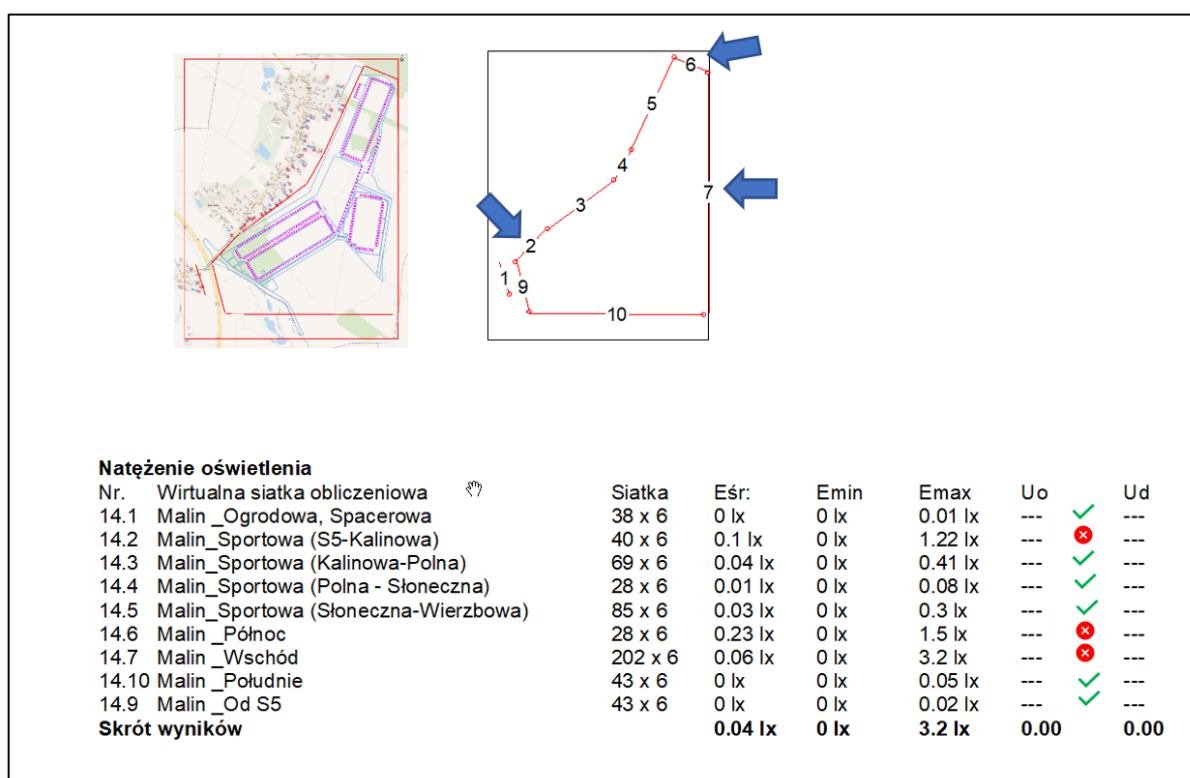 6
5
4
7
3
2
1
9
10
Natężenie oświetlenia
Nr. Wirtualna siatka obliczeniowa Siatka Eśr: Emin Emax Uo Ud
14.1 Malin _Ogrodowa, Spacerowa 38 x 6 0 lx 0 lx 0.01 lx --- ---
14.2 Malin_Sportowa (S5-Kalinowa) 40 x 6 0.1 lx 0 lx 1.22 lx --- ---
14.3 Malin_Sportowa (Kalinowa-Polna) 69 x 6 0.04 lx 0 lx 0.41 lx --- ---
14.4 Malin_Sportowa (Polna - Słoneczna) 28 x 6 0.01 lx 0 lx 0.08 lx --- ---
14.5 Malin_Sportowa (Słoneczna-Wierzbowa) 85 x 6 0.03 lx 0 lx 0.3 lx --- ---
14.6 Malin _Północ 28 x 6 0.23 lx 0 lx 1.5 lx --- ---
14.7 Malin _Wschód 202 x 6 0.06 lx 0 lx 3.2 lx --- ---
14.10 Malin _Południe 43 x 6 0 lx 0 lx 0.05 lx --- ---
14.9 Malin _Od S5 43 x 6 0 lx 0 lx 0.02 lx --- ---
Skrót wyników 0.04 lx 0 lx 3.2 lx 0.00 0.00